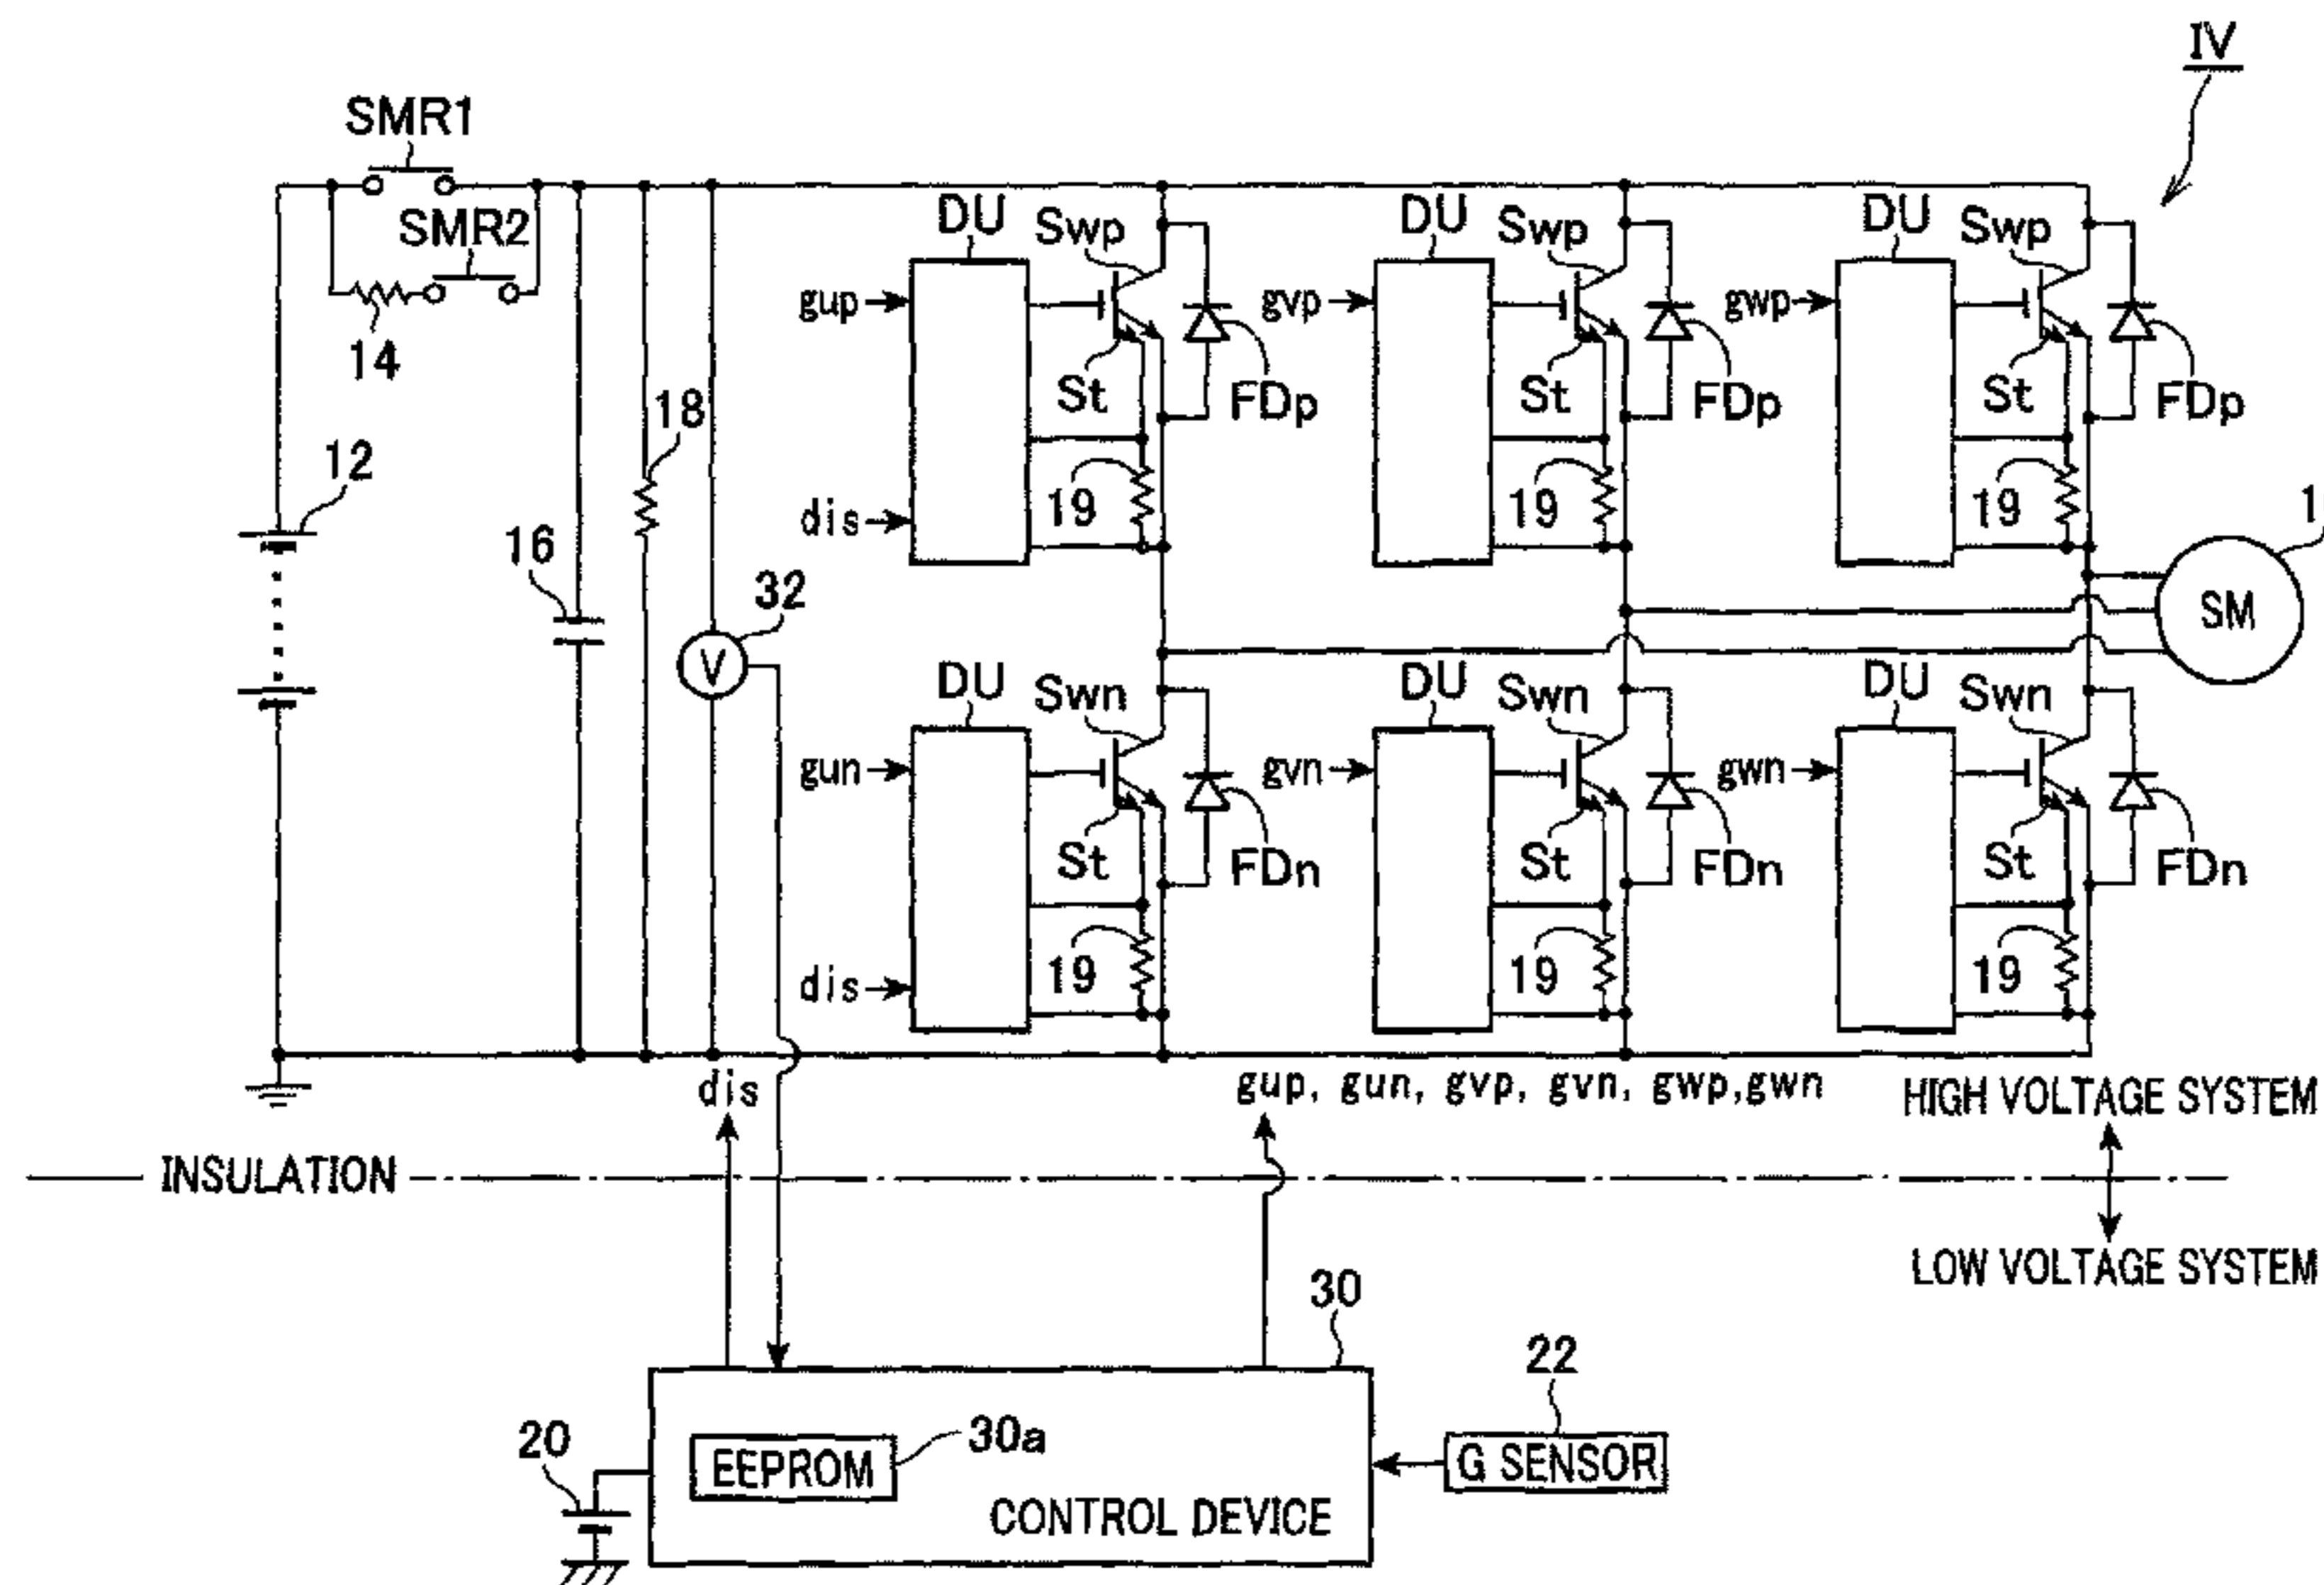 IV
SMR1
SMR2
14
12
16
18
32
V
DU
Swp
gup
St
FDp
19
dis
DU
Swp
gvp
St
FDp
19
DU
Swp
gwp
St
FDp
19
SM
DU
Swn
gun
St
FDn
19
dis
DU
Swn
gvn
St
FDn
19
DU
Swn
gwn
St
FDn
19
dis
gup, gun, gvp, gvn, gwp,gwn
HIGH VOLTAGE SYSTEM
INSULATION
LOW VOLTAGE SYSTEM
30
22
G SENSOR
20
EEPROM
30a
CONTROL DEVICE